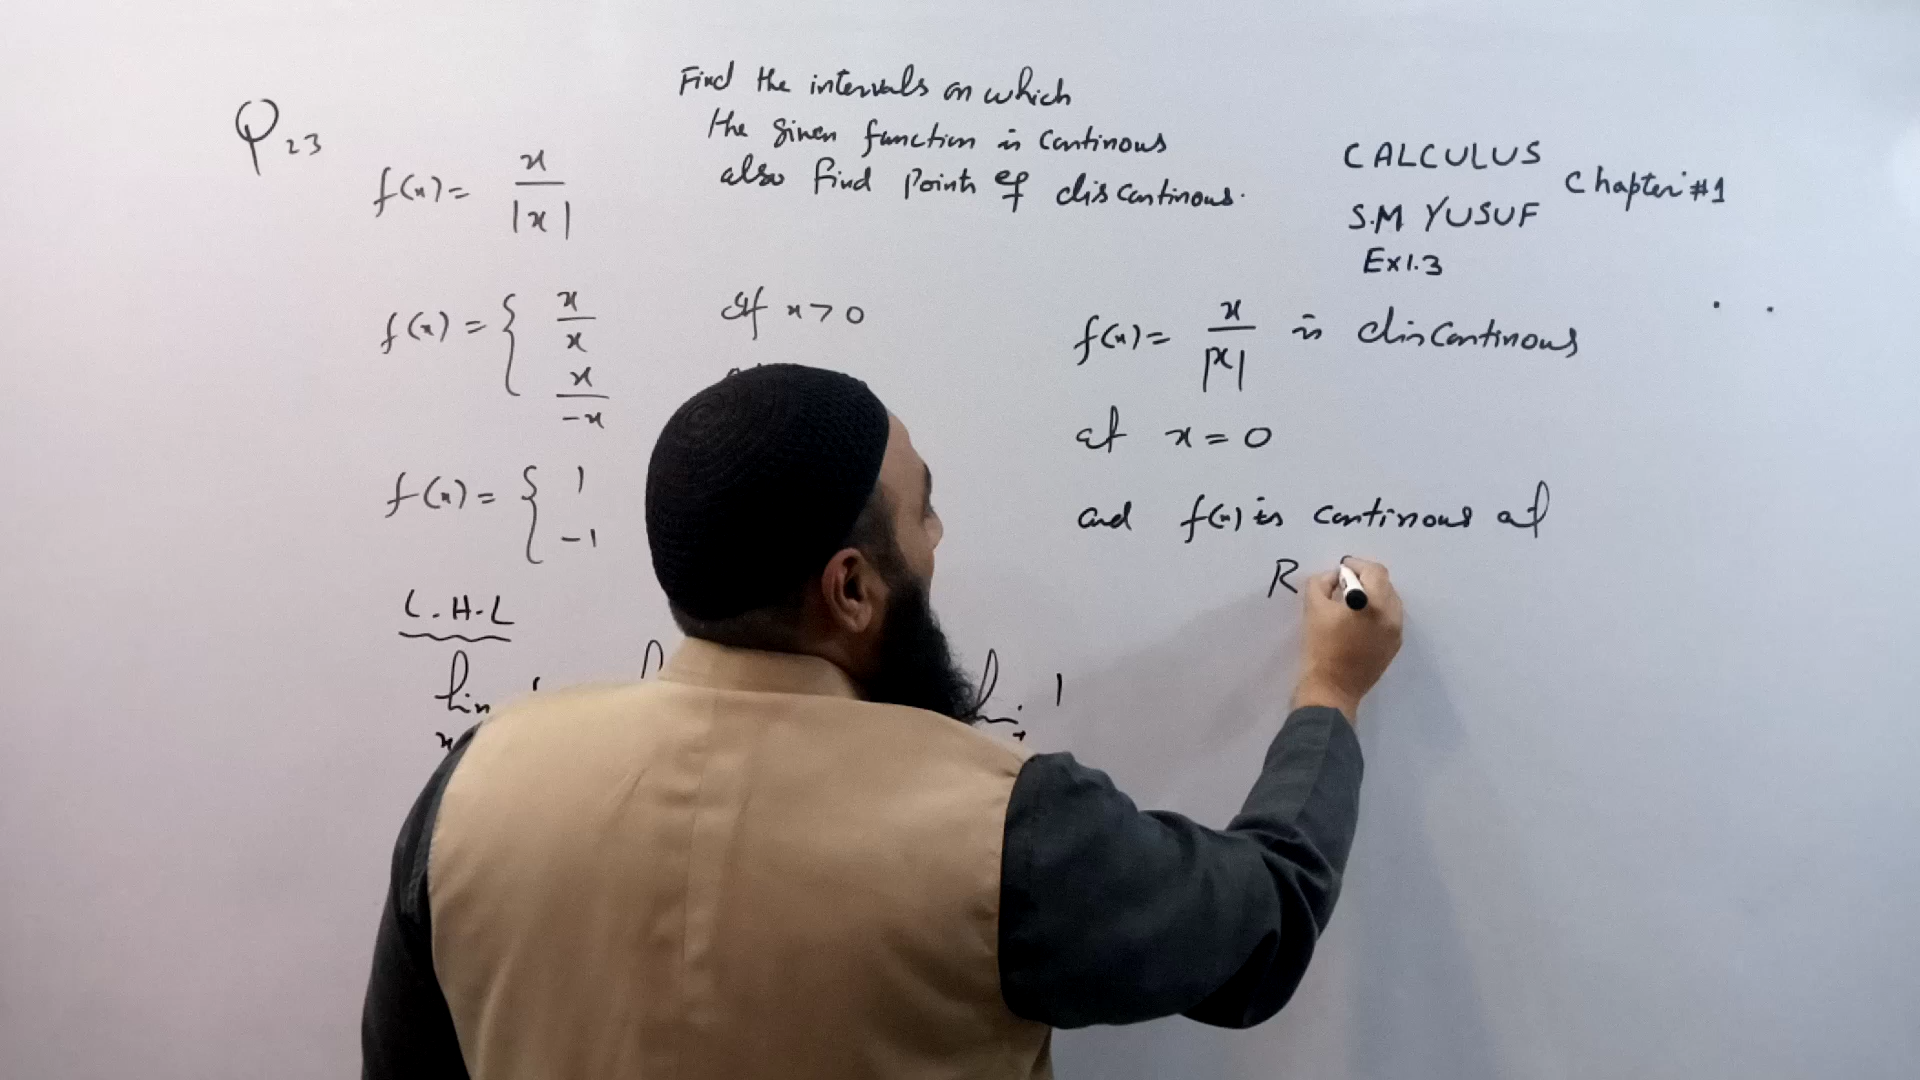 Q23
Find the intervals on which
the given function is continous
also find points of discontinous.
f(x) = x / |x|
CALCULUS
Chapter #1
S.M YUSUF
Ex1.3
f(x) = { x / x if x > 0
x / -x
f(x) = { 1
-1
L.H.L
lim
x
1
f(x) = x / |x| is discontinous
at x = 0
and f(x) is continous at
R